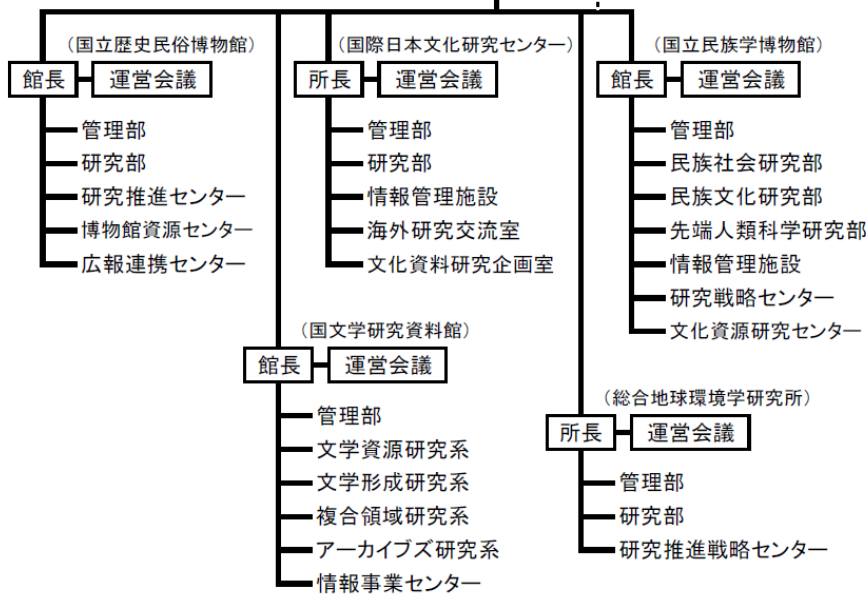 (国立歴史民俗博物館)
館長
運営会議
管理部
研究部
研究推進センター
博物館資源センター
広報連携センター
(国際日本文化研究センター)
所長
運営会議
管理部
研究部
情報管理施設
海外研究交流室
文化資料研究企画室
(国立民族学博物館)
館長
運営会議
管理部
民族社会研究部
民族文化研究部
先端人類科学研究部
情報管理施設
研究戦略センター
文化資源研究センター
(国文学研究資料館)
館長
運営会議
管理部
文学資源研究系
文学形成研究系
複合領域研究系
アーカイブズ研究系
情報事業センター
(総合地球環境学研究所)
所長
運営会議
管理部
研究部
研究推進戦略センター